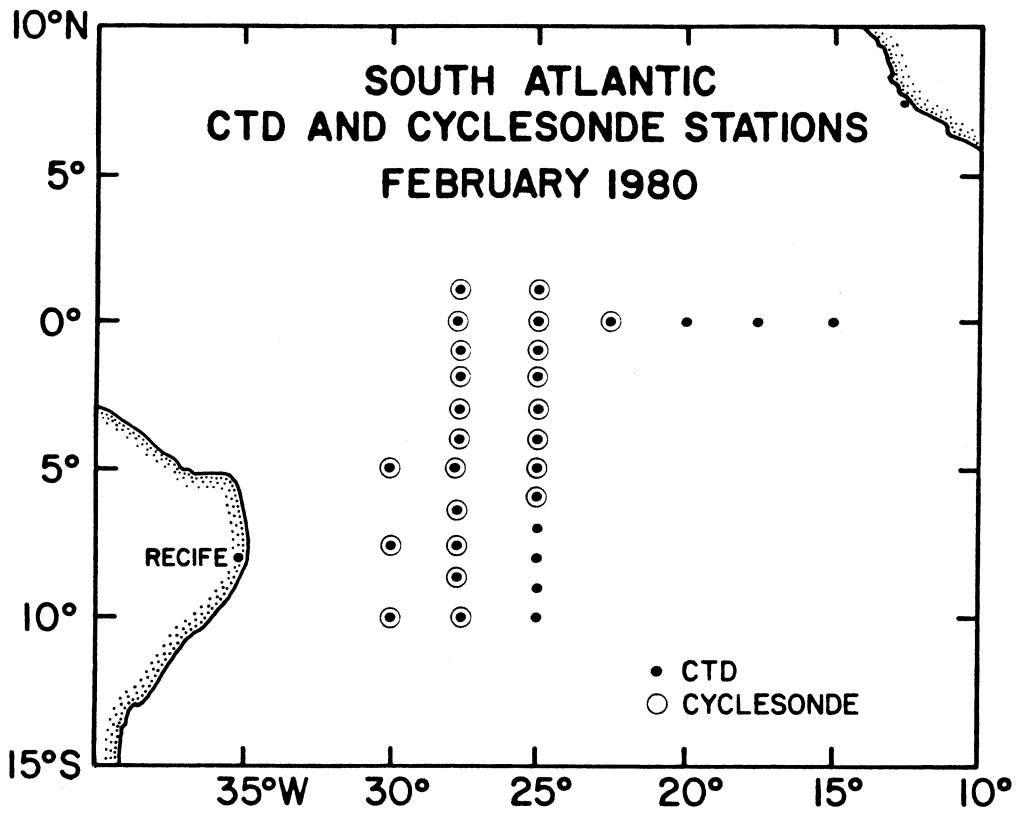 10°N
SOUTH ATLANTIC
CTD AND CYCLESONDE STATIONS
FEBRUARY 1980
5°
0°
5°
RECIFE
10°
CTD
CYCLESONDE
15°S
35°W 30° 25° 20° 15° 10°